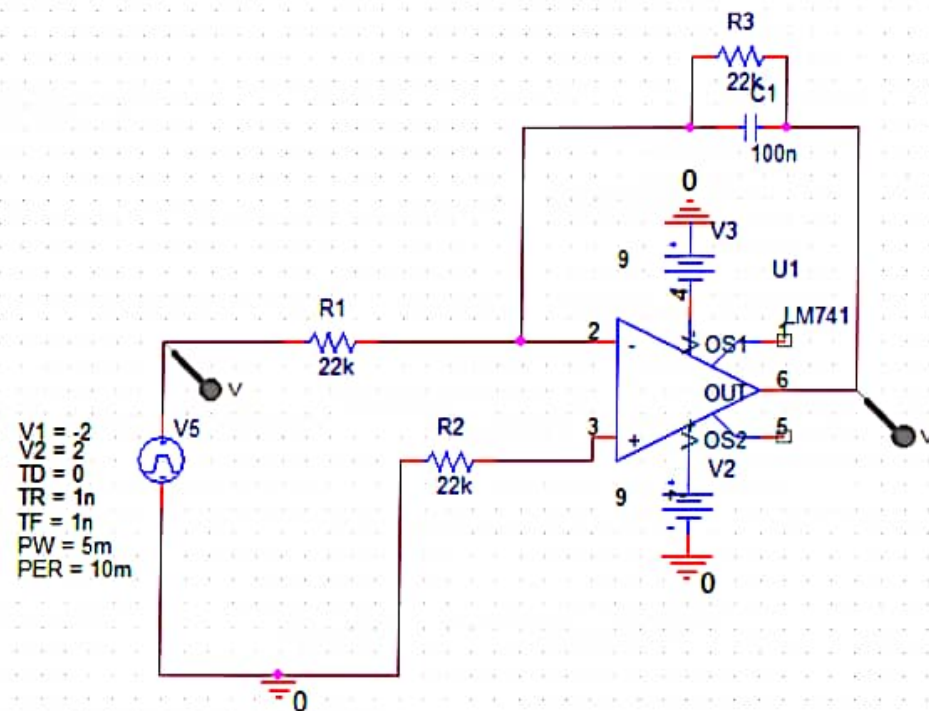 R3
22k
C1
100n
0
V3
9
4
U1
LM741
R1
22k
2
-
V-
OS1
1
OUT
6
V
V
V5
V1 = -2
V2 = 2
TD = 0
TR = 1n
TF = 1n
PW = 5m
PER = 10m
R2
22k
3
+
V+
OS2
5
V2
9
7
0
0